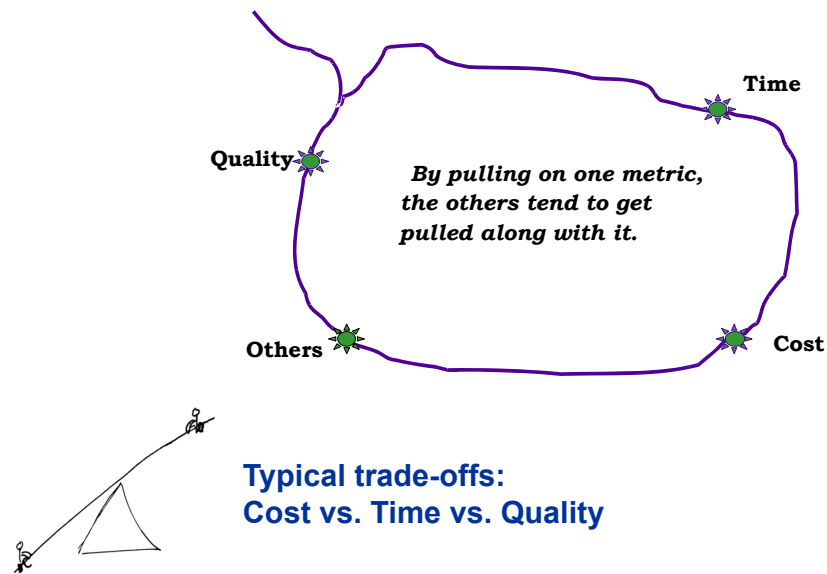 Time
Quality
By pulling on one metric,
the others tend to get
pulled along with it.
Others
Cost
Typical trade-offs:
Cost vs. Time vs. Quality